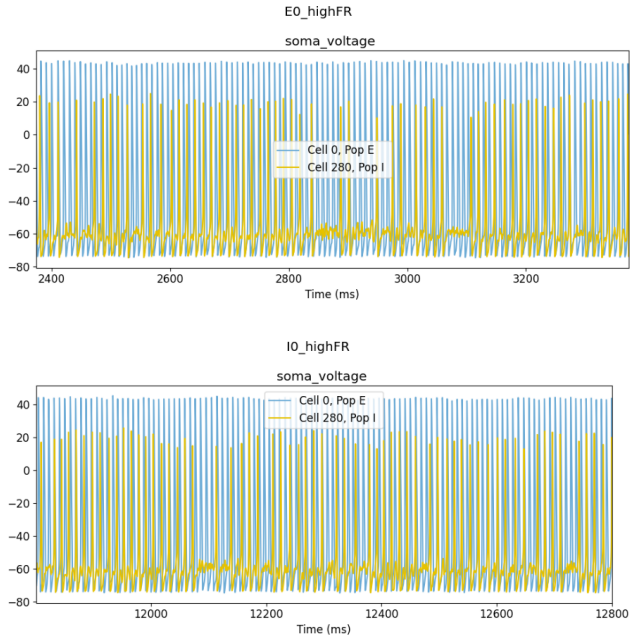 E0_highFR
soma_voltage
40
20
0
−20
−40
−60
−80
Cell 0, Pop E
Cell 280, Pop I
2400 2600 2800 3000 3200
Time (ms)
I0_highFR
soma_voltage
40
20
0
−20
−40
−60
−80
Cell 0, Pop E
Cell 280, Pop I
12000 12200 12400 12600 12800
Time (ms)